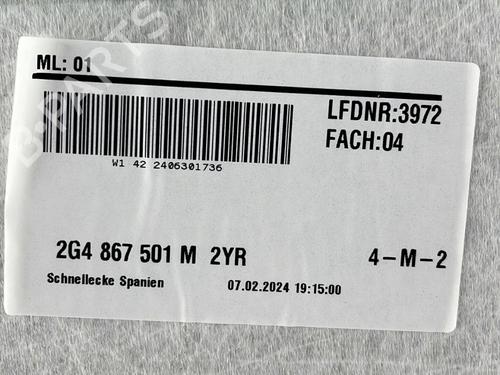 ML: 01
LFDNR:3972
FACH:04
W1 42 2406301736
2G4 867 501 M 2YR
4-M-2
Schnellecke Spanien
07.02.2024 19:15:00
B-PARTS